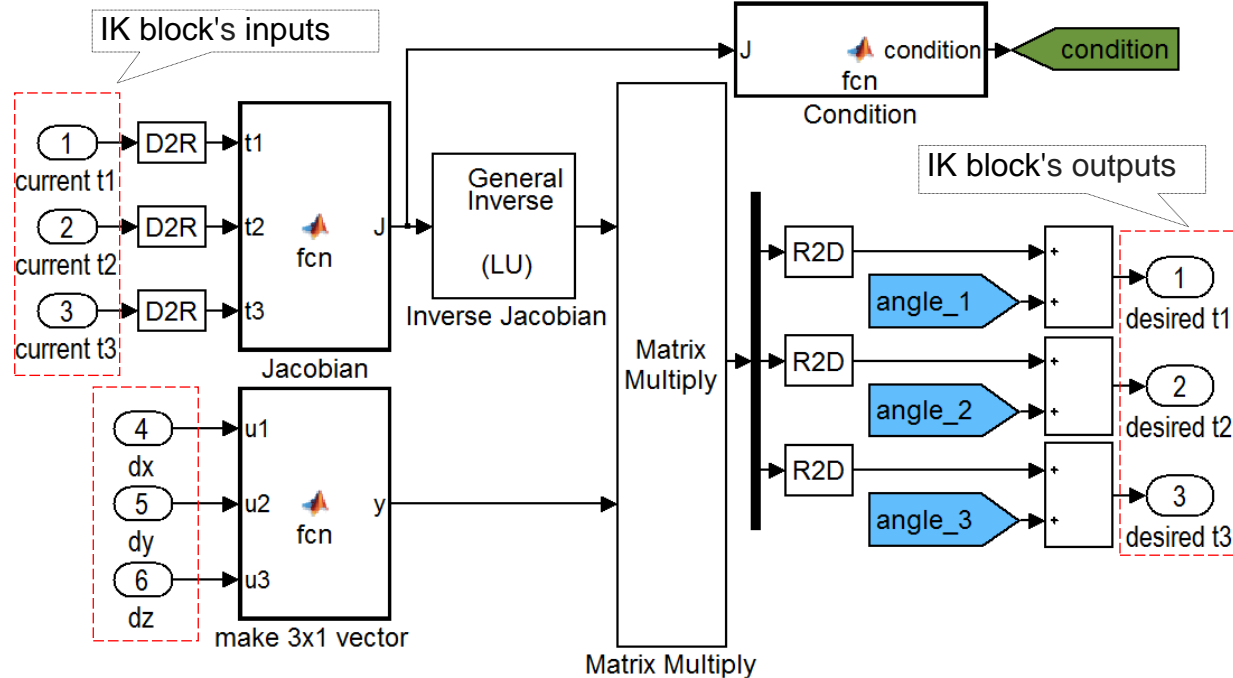 IK block's inputs
J
condition
fcn
Condition
condition
1
current t1
D2R
t1
2
current t2
D2R
t2
3
current t3
D2R
t3
fcn
J
Jacobian
General
Inverse
(LU)
Inverse Jacobian
4
dx
u1
5
dy
u2
6
dz
u3
fcn
y
make 3x1 vector
Matrix
Multiply
Matrix Multiply
IK block's outputs
R2D
angle_1
+
+
1
desired t1
R2D
angle_2
+
+
2
desired t2
R2D
angle_3
+
+
3
desired t3